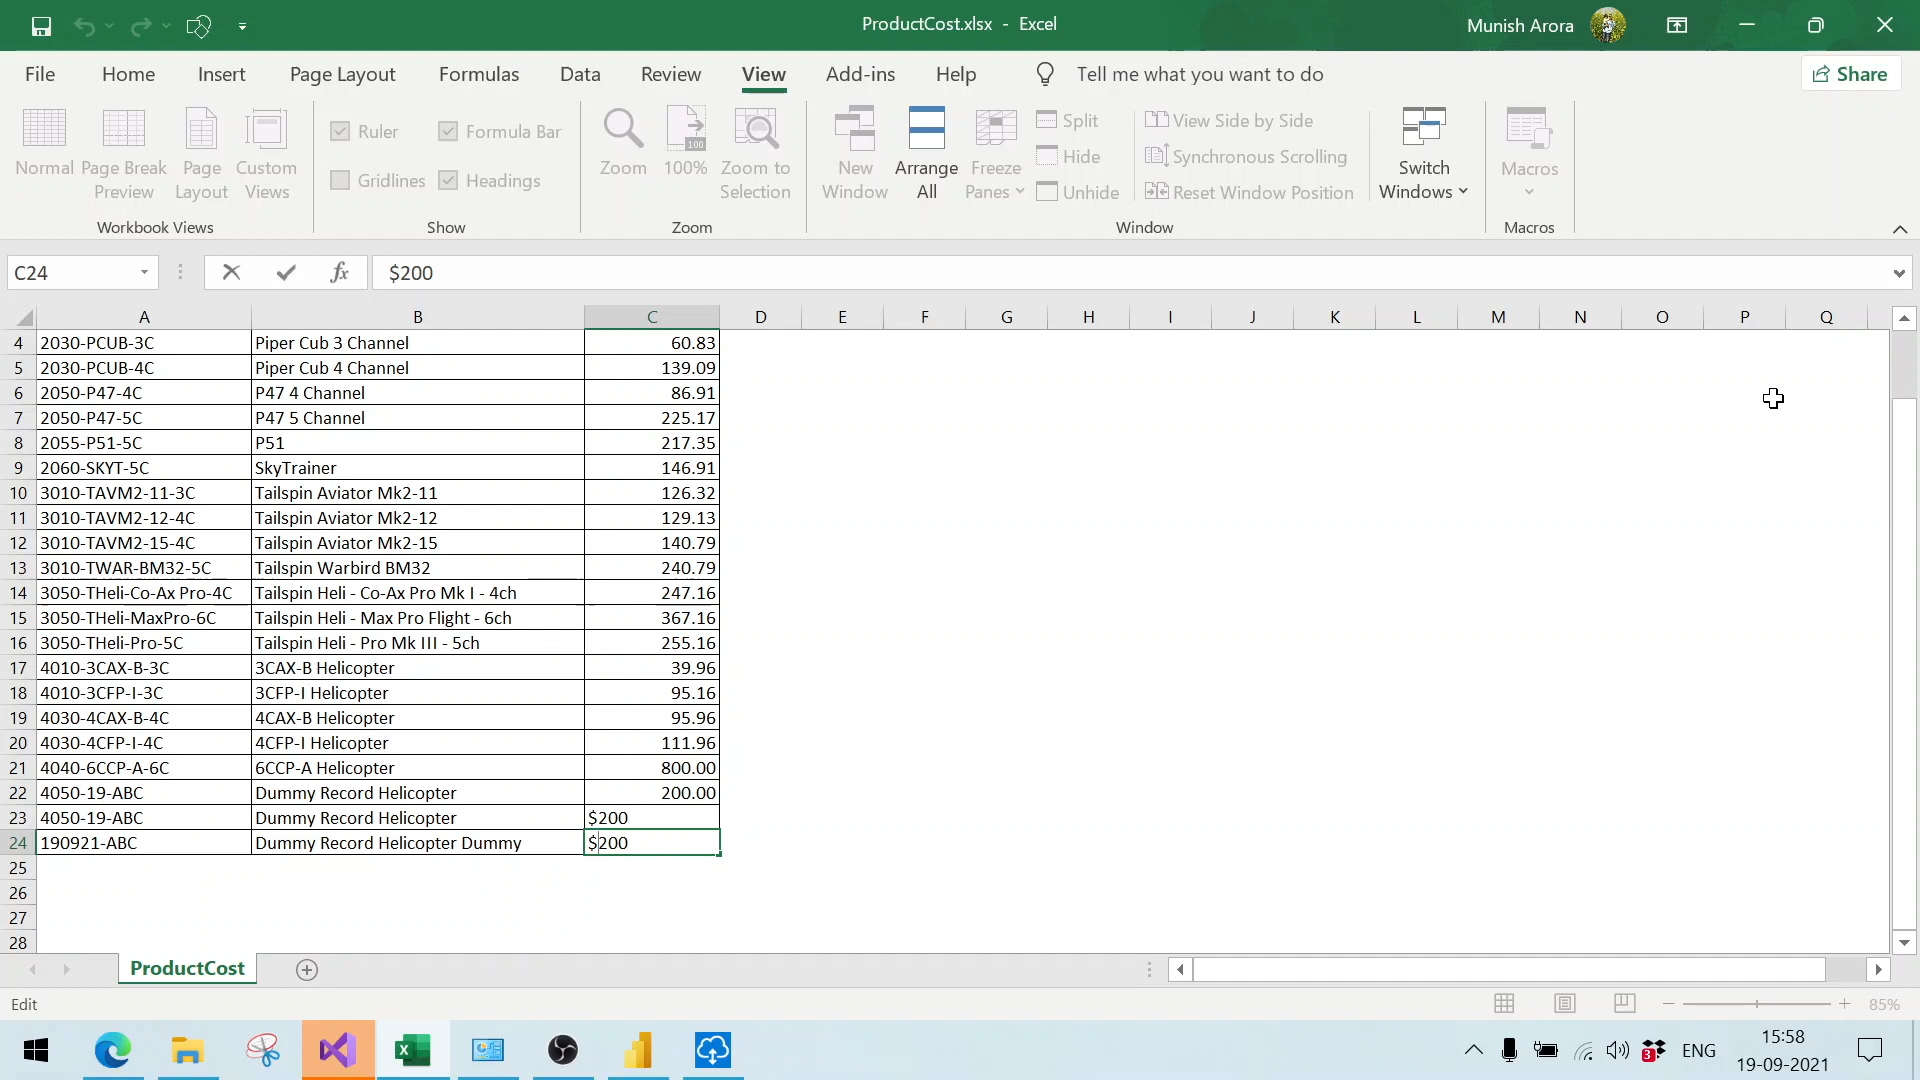 ProductCost.xlsx - Excel
Munish Arora
File Home Insert Page Layout Formulas Data Review View Add-ins Help Tell me what you want to do Share
Normal
Page Break Preview
Page Layout
Custom Views
Workbook Views
Ruler
Formula Bar
Gridlines
Headings
Show
Zoom
100%
100
Zoom to Selection
Zoom
New Window
Arrange All
Freeze Panes
Split
Hide
Unhide
View Side by Side
Synchronous Scrolling
Reset Window Position
Window
Switch Windows
Macros
Macros
C24
fx
$200
A B C D E F G H I J K L M N O P Q
4 2030-PCUB-3C Piper Cub 3 Channel 60.83
5 2030-PCUB-4C Piper Cub 4 Channel 139.09
6 2050-P47-4C P47 4 Channel 86.91
7 2050-P47-5C P47 5 Channel 225.17
8 2055-P51-5C P51 217.35
9 2060-SKYT-5C SkyTrainer 146.91
10 3010-TAVM2-11-3C Tailspin Aviator Mk2-11 126.32
11 3010-TAVM2-12-4C Tailspin Aviator Mk2-12 129.13
12 3010-TAVM2-15-4C Tailspin Aviator Mk2-15 140.79
13 3010-TWAR-BM32-5C Tailspin Warbird BM32 240.79
14 3050-THeli-Co-Ax Pro-4C Tailspin Heli - Co-Ax Pro Mk I - 4ch 247.16
15 3050-THeli-MaxPro-6C Tailspin Heli - Max Pro Flight - 6ch 367.16
16 3050-THeli-Pro-5C Tailspin Heli - Pro Mk III - 5ch 255.16
17 4010-3CAX-B-3C 3CAX-B Helicopter 39.96
18 4010-3CFP-I-3C 3CFP-I Helicopter 95.16
19 4030-4CAX-B-4C 4CAX-B Helicopter 95.96
20 4030-4CFP-I-4C 4CFP-I Helicopter 111.96
21 4040-6CCP-A-6C 6CCP-A Helicopter 800.00
22 4050-19-ABC Dummy Record Helicopter 200.00
23 4050-19-ABC Dummy Record Helicopter $200
24 190921-ABC Dummy Record Helicopter Dummy $200
25
26
27
28
ProductCost
Edit
85%
3
ENG
15:58
19-09-2021